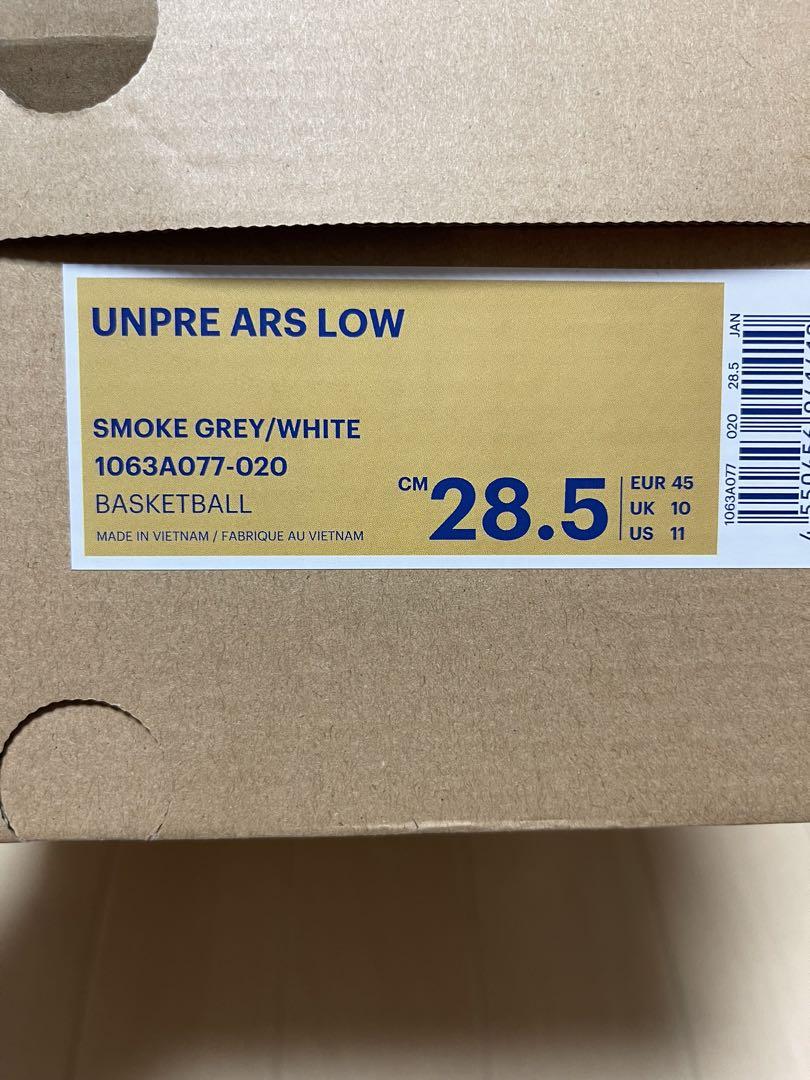 UNPRE ARS LOW
SMOKE GREY/WHITE
1063A077-020
BASKETBALL
MADE IN VIETNAM / FABRIQUE AU VIETNAM
CM 28.5
EUR 45
UK 10
US 11
1063A077 020 28.5 JAN